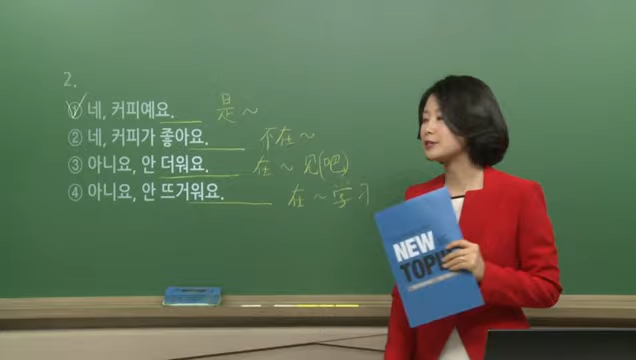 2.
① 네, 커피예요. 是~
② 네, 커피가 좋아요. 不在~
③ 아니요, 안 더워요. 在~见(吧)
④ 아니요, 안 뜨거워요. 在~学习
NEW
TOPIK